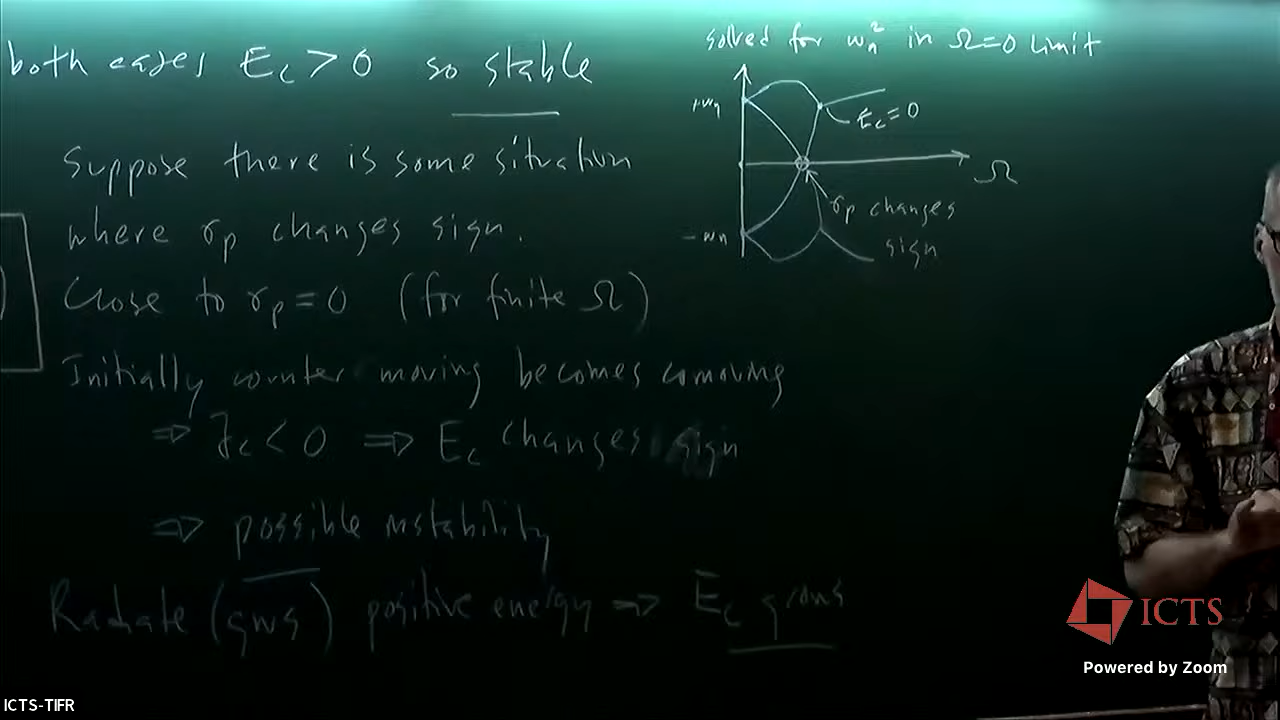 both cases E_c > 0 so stable
Suppose there is some situation
where σ_p changes sign.
Close to σ_p = 0 (for finite Ω)
Initially counter moving becomes comoving
⇒ J_c < 0 ⇒ E_c changes sign
⇒ possible instability
Radiate (gws) positive energy ⇒ E_c grows
solved for ω_n² in Ω=0 limit
+ω_n
E_c = 0
Ω
σ_p changes
sign
-ω_n
ICTS
Powered by Zoom
ICTS-TIFR